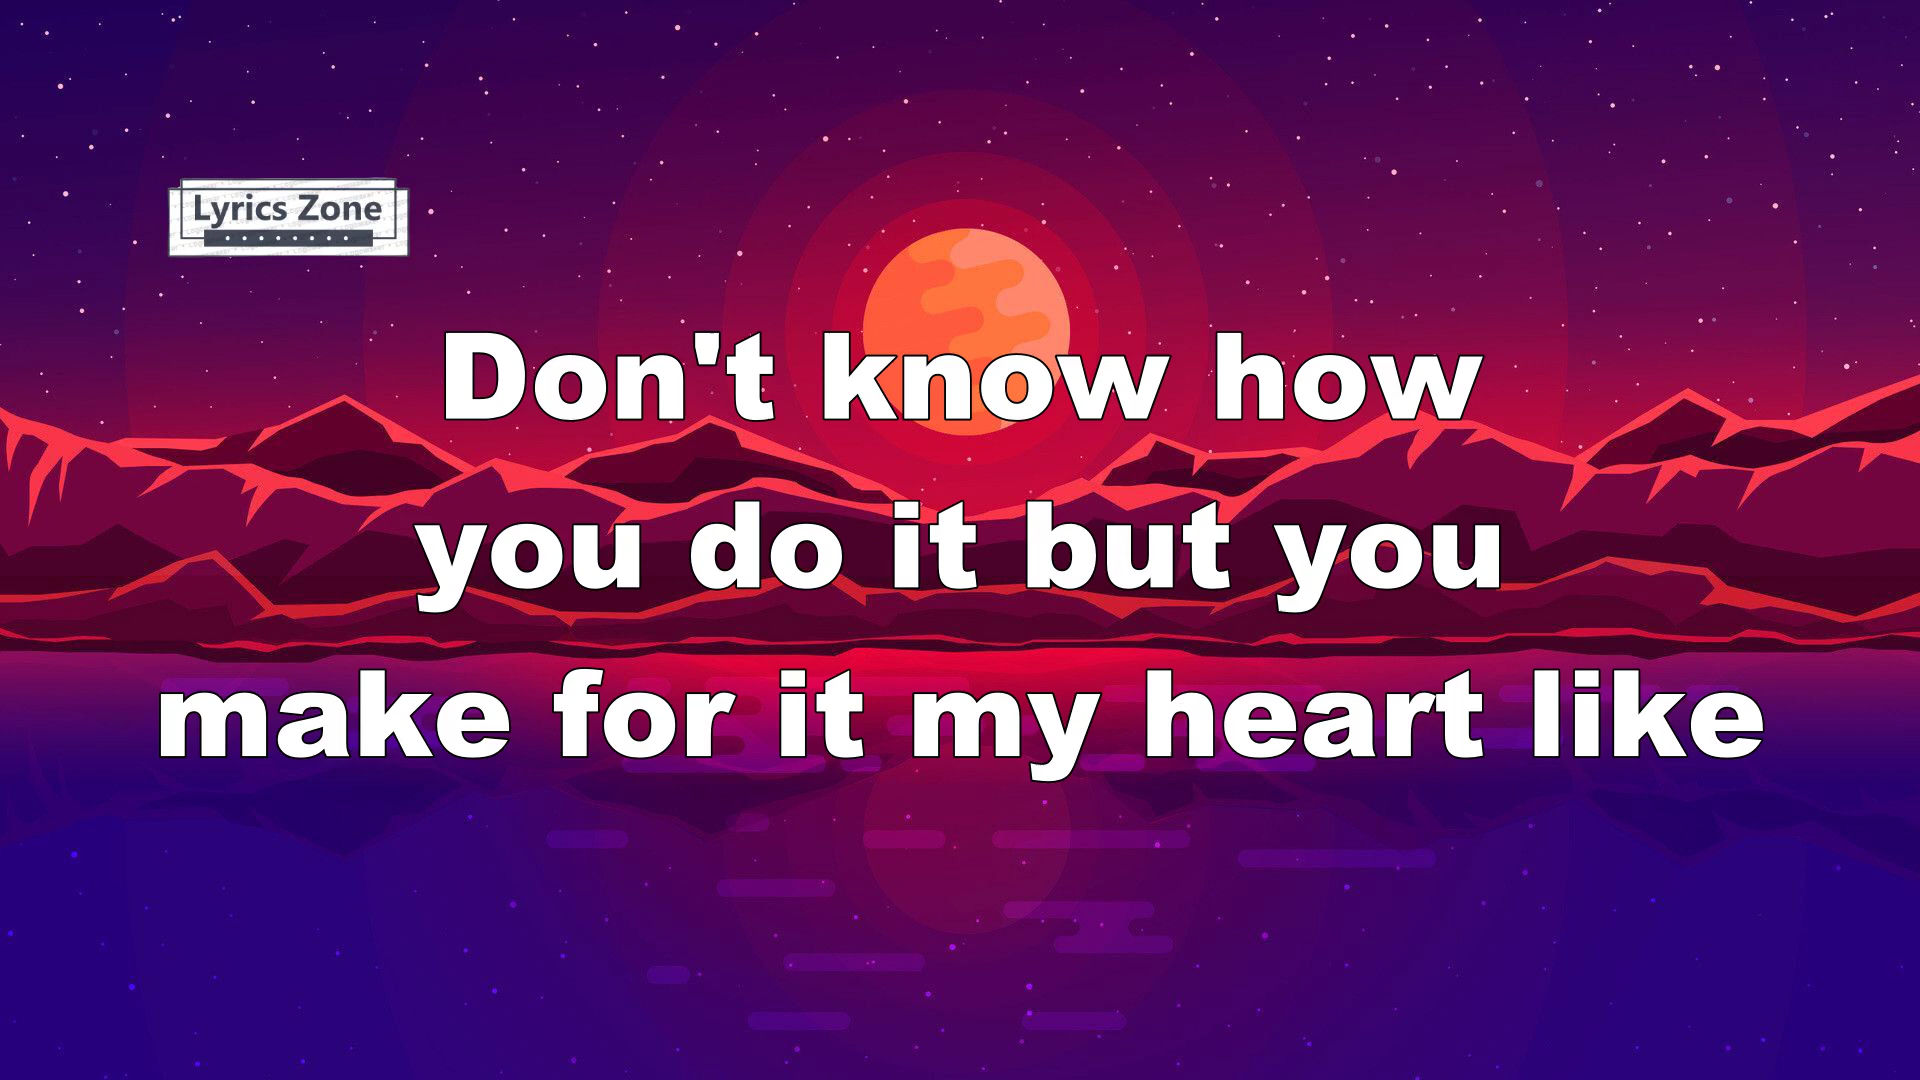 Lyrics Zone
Don't know how
you do it but you
make for it my heart like